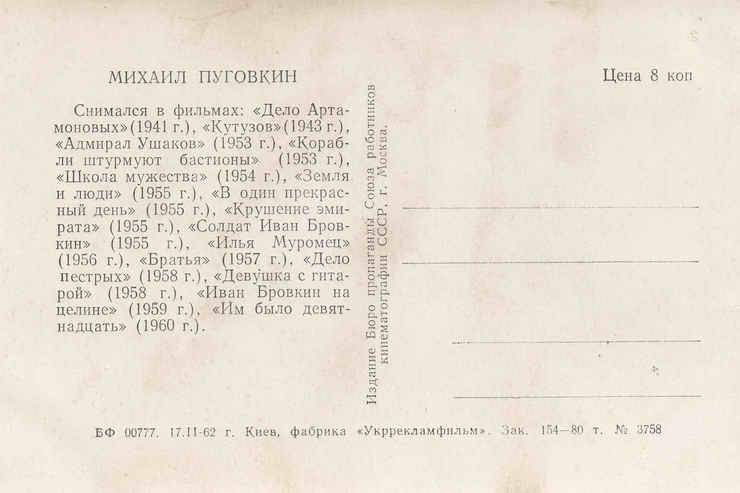 МИХАИЛ ПУГОВКИН
Снимался в фильмах: «Дело Арта-
моновых» (1941 г.), «Кутузов» (1943 г.),
«Адмирал Ушаков» (1953 г.), «Кораб-
ли штурмуют бастионы» (1953 г.),
«Школа мужества» (1954 г.), «Земля
и люди» (1955 г.), «В один прекрас-
ный день» (1955 г.), «Крушение эми-
рата» (1955 г.), «Солдат Иван Бров-
кин» (1955 г.), «Илья Муромец»
(1956 г.), «Братья» (1957 г.), «Дело
пестрых» (1958 г.), «Девушка с гита-
рой» (1958 г.), «Иван Бровкин на
целине» (1959 г.), «Им было девят-
надцать» (1960 г.).
Издание Бюро пропаганды Союза работников
кинематографии СССР, г. Москва.
Цена 8 коп
БФ 00777. 17.II-62 г. Киев, фабрика «Укррекламфильм». Зак. 154—80 т. № 3758